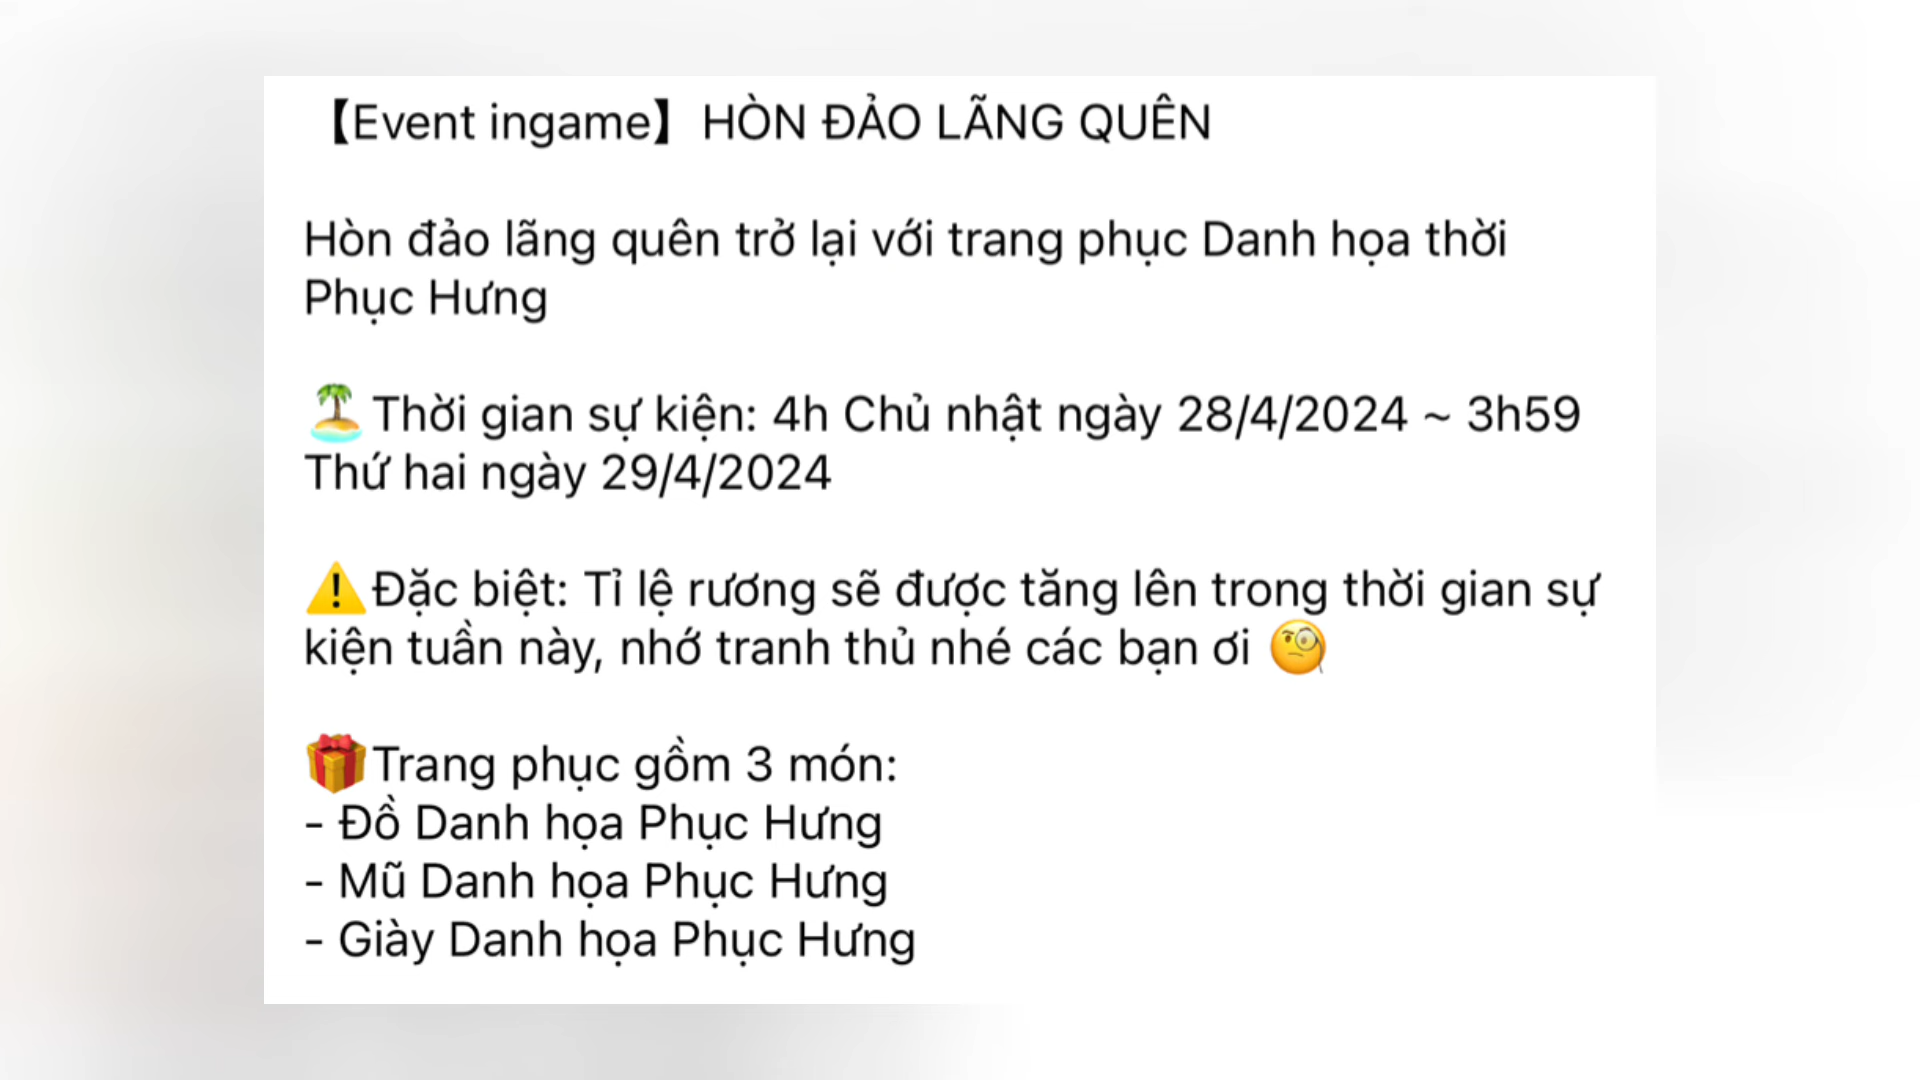 【Event ingame】 HÒN ĐẢO LÃNG QUÊN
Hòn đảo lãng quên trở lại với trang phục Danh họa thời
Phục Hưng
🏝️Thời gian sự kiện: 4h Chủ nhật ngày 28/4/2024 ~ 3h59
Thứ hai ngày 29/4/2024
⚠️Đặc biệt: Tỉ lệ rương sẽ được tăng lên trong thời gian sự
kiện tuần này, nhớ tranh thủ nhé các bạn ơi 🧐
🎁Trang phục gồm 3 món:
- Đồ Danh họa Phục Hưng
- Mũ Danh họa Phục Hưng
- Giày Danh họa Phục Hưng